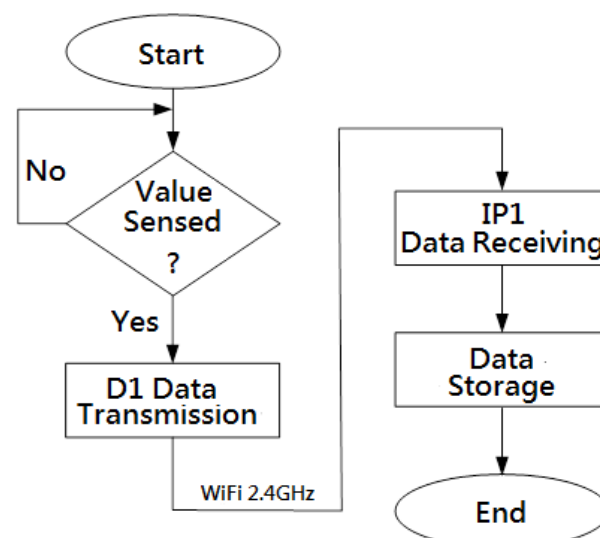 Start
No
Value
Sensed
?
Yes
D1 Data
Transmission
WiFi 2.4GHz
IP1
Data Receiving
Data
Storage
End